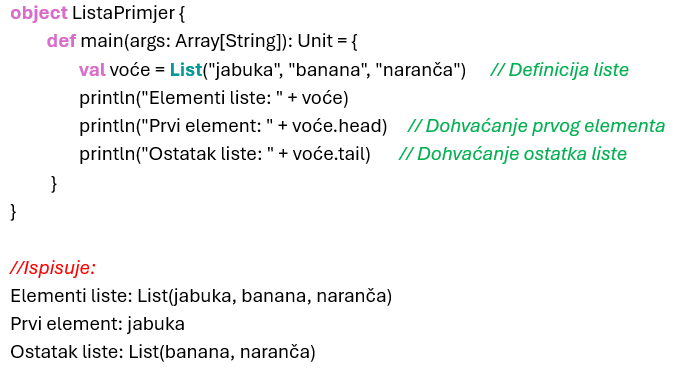 object ListaPrimjer {
def main(args: Array[String]): Unit = {
val voće = List("jabuka", "banana", "naranča") // Definicija liste
println("Elementi liste: " + voće)
println("Prvi element: " + voće.head) // Dohvaćanje prvog elementa
println("Ostatak liste: " + voće.tail) // Dohvaćanje ostatka liste
}
}
//Ispisuje:
Elementi liste: List(jabuka, banana, naranča)
Prvi element: jabuka
Ostatak liste: List(banana, naranča)